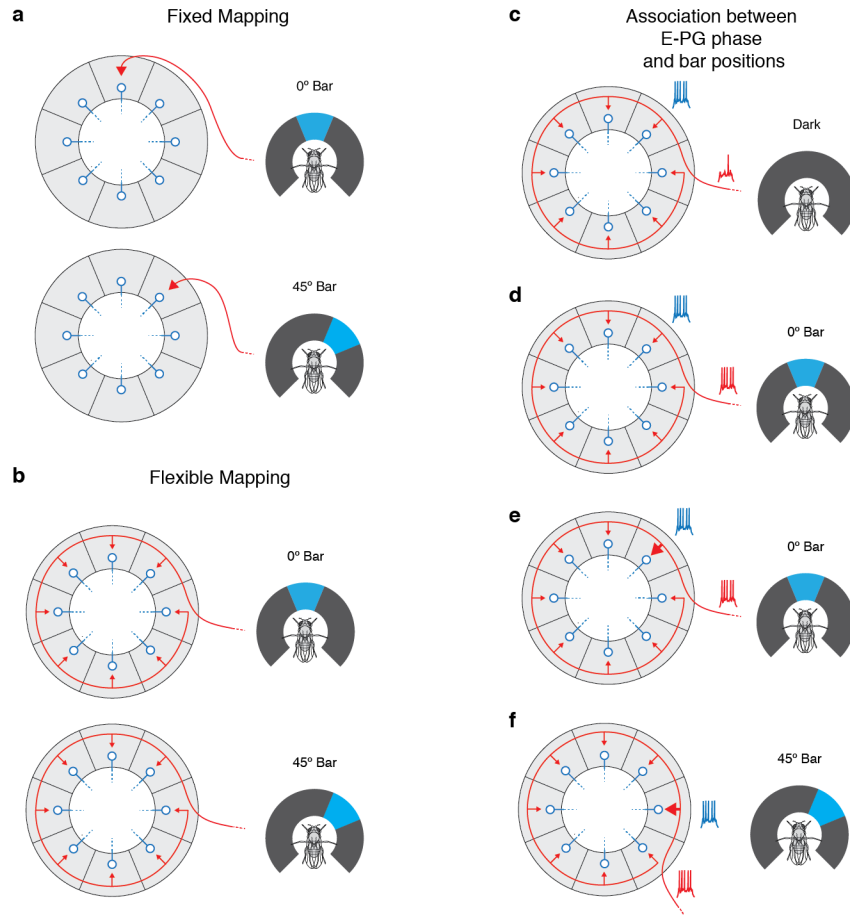 a
Fixed Mapping
0º Bar
45º Bar
b
Flexible Mapping
0º Bar
45º Bar
c
Association between
E-PG phase
and bar positions
Dark
d
0º Bar
e
0º Bar
f
45º Bar